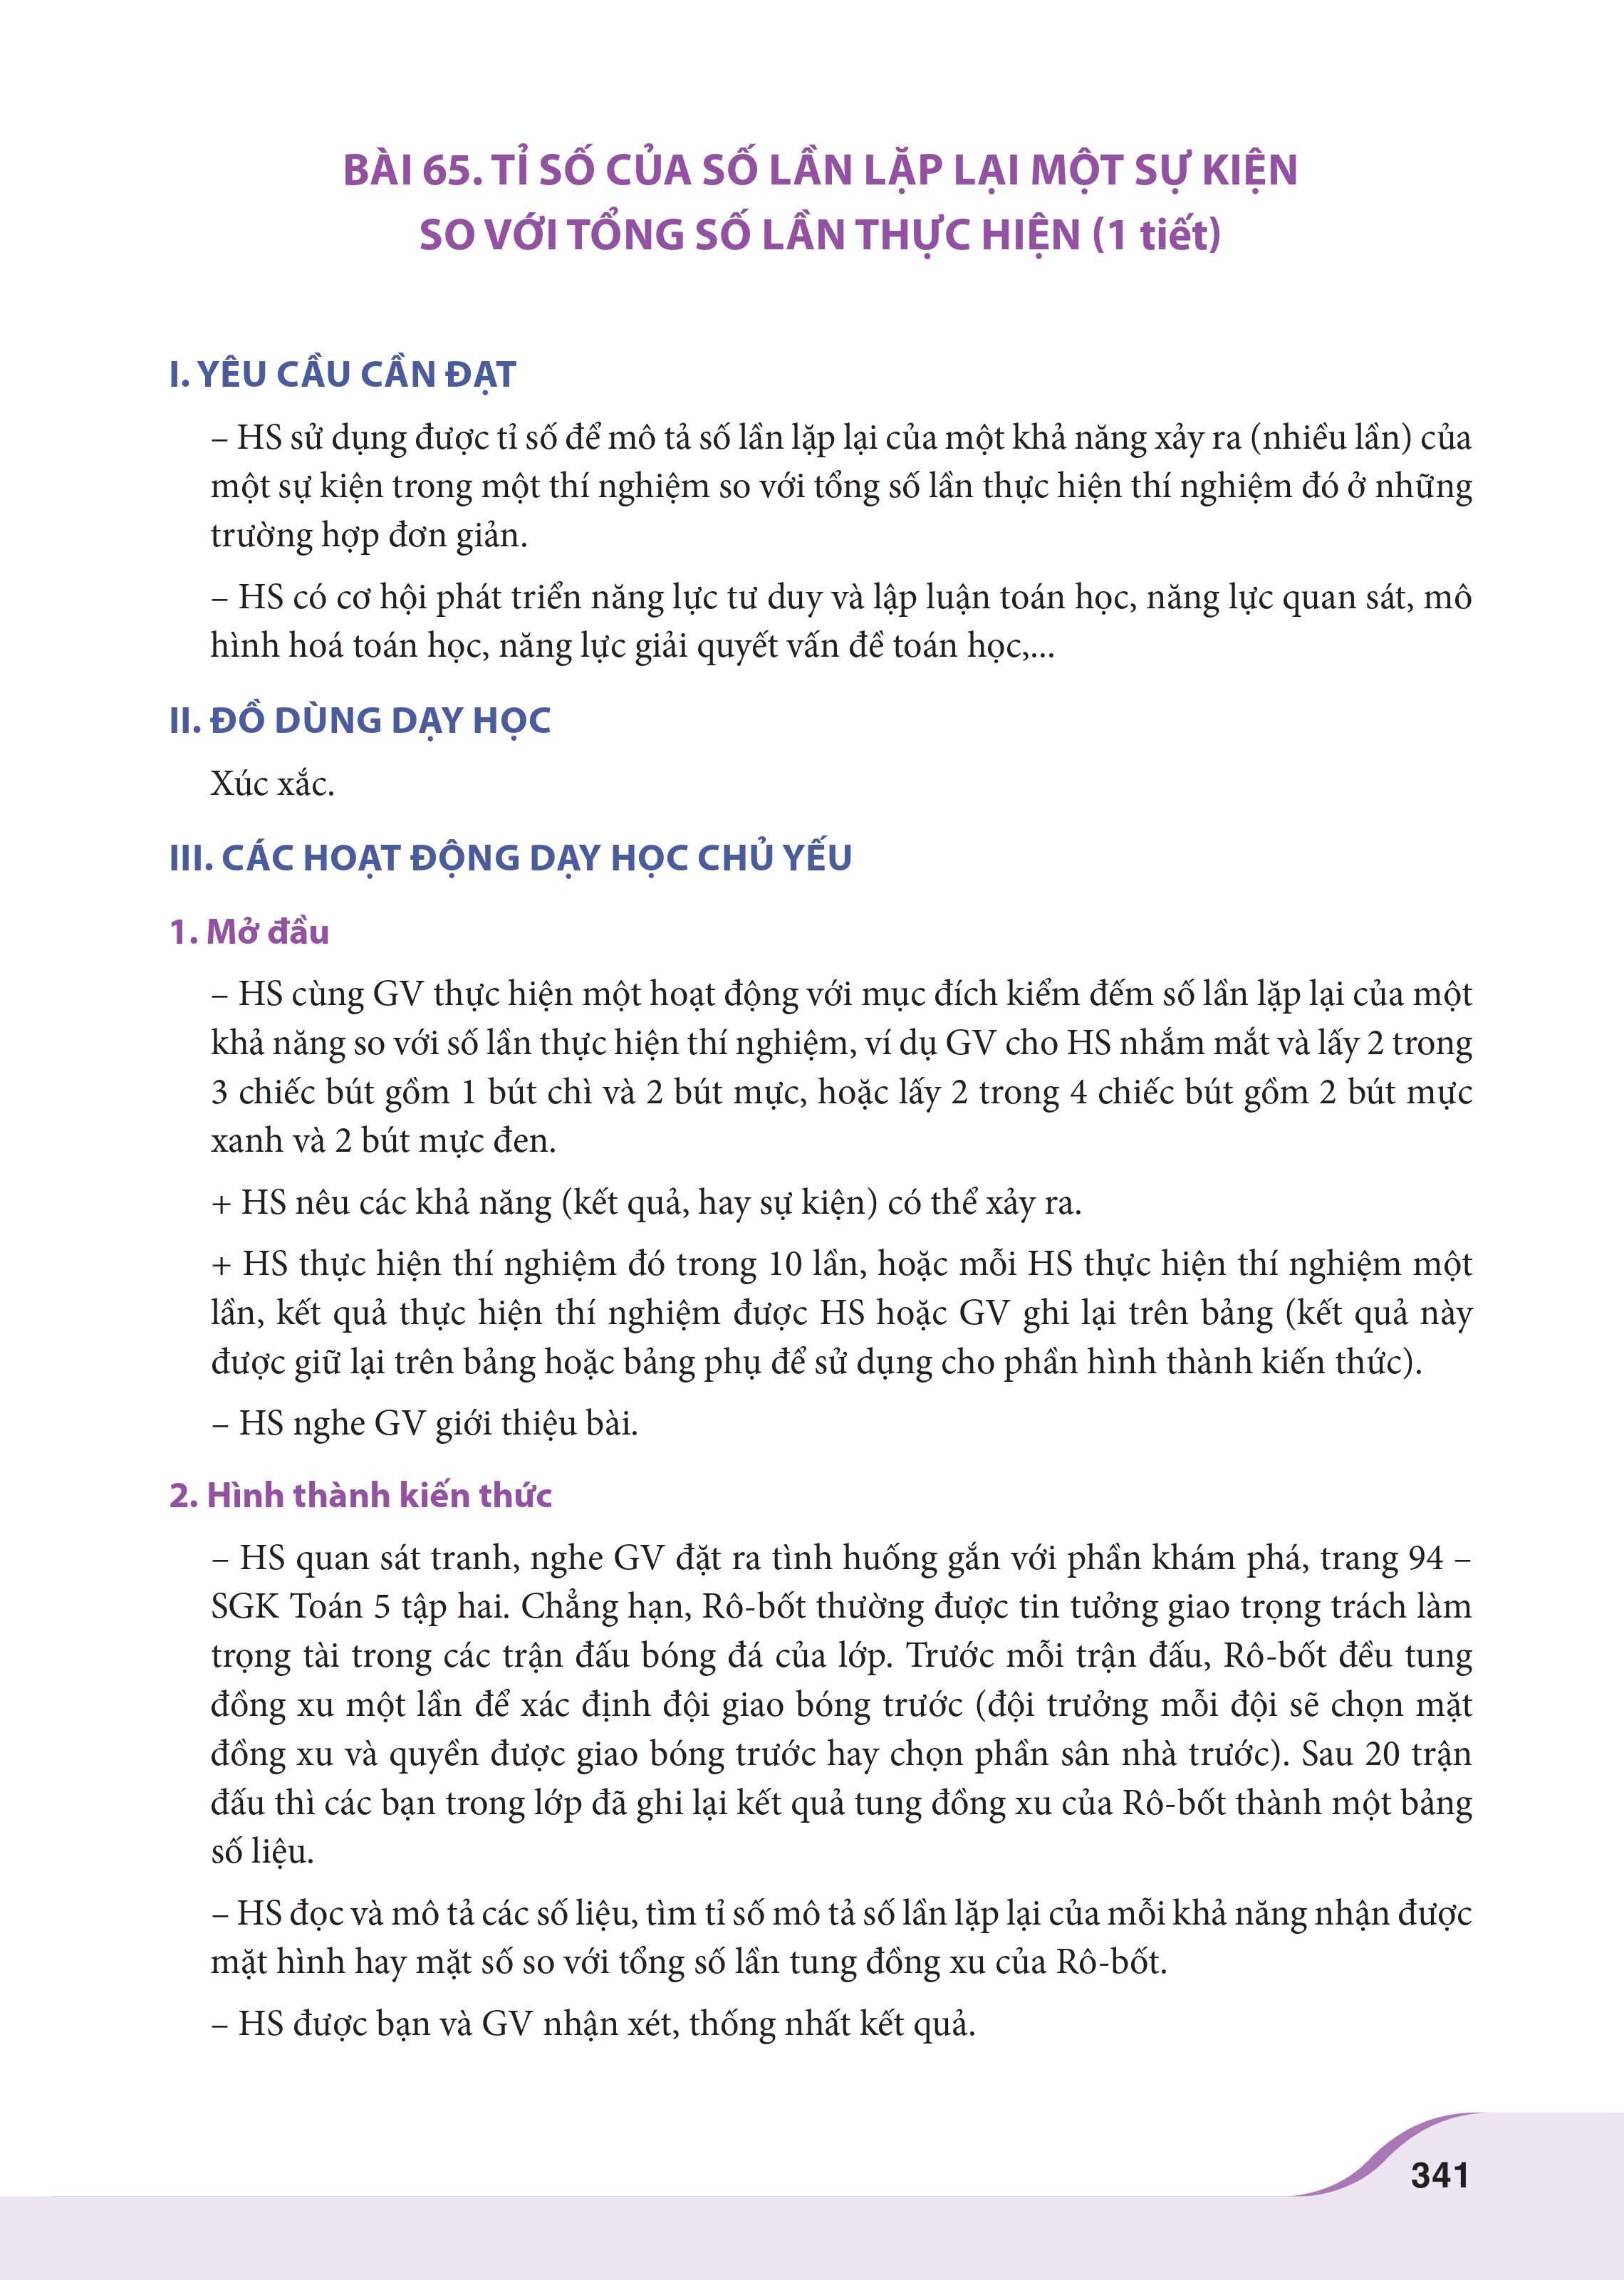 BÀI 65. TỈ SỐ CỦA SỐ LẦN LẶP LẠI MỘT SỰ KIỆN
SO VỚI TỔNG SỐ LẦN THỰC HIỆN (1 tiết)
I. YÊU CẦU CẦN ĐẠT
– HS sử dụng được tỉ số để mô tả số lần lặp lại của một khả năng xảy ra (nhiều lần) của
một sự kiện trong một thí nghiệm so với tổng số lần thực hiện thí nghiệm đó ở những
trường hợp đơn giản.
– HS có cơ hội phát triển năng lực tư duy và lập luận toán học, năng lực quan sát, mô
hình hoá toán học, năng lực giải quyết vấn đề toán học,...
II. ĐỒ DÙNG DẠY HỌC
Xúc xắc.
III. CÁC HOẠT ĐỘNG DẠY HỌC CHỦ YẾU
1. Mở đầu
– HS cùng GV thực hiện một hoạt động với mục đích kiểm đếm số lần lặp lại của một
khả năng so với số lần thực hiện thí nghiệm, ví dụ GV cho HS nhắm mắt và lấy 2 trong
3 chiếc bút gồm 1 bút chì và 2 bút mực, hoặc lấy 2 trong 4 chiếc bút gồm 2 bút mực
xanh và 2 bút mực đen.
+ HS nêu các khả năng (kết quả, hay sự kiện) có thể xảy ra.
+ HS thực hiện thí nghiệm đó trong 10 lần, hoặc mỗi HS thực hiện thí nghiệm một
lần, kết quả thực hiện thí nghiệm được HS hoặc GV ghi lại trên bảng (kết quả này
được giữ lại trên bảng hoặc bảng phụ để sử dụng cho phần hình thành kiến thức).
– HS nghe GV giới thiệu bài.
2. Hình thành kiến thức
– HS quan sát tranh, nghe GV đặt ra tình huống gắn với phần khám phá, trang 94 –
SGK Toán 5 tập hai. Chẳng hạn, Rô-bốt thường được tin tưởng giao trọng trách làm
trọng tài trong các trận đấu bóng đá của lớp. Trước mỗi trận đấu, Rô-bốt đều tung
đồng xu một lần để xác định đội giao bóng trước (đội trưởng mỗi đội sẽ chọn mặt
đồng xu và quyền được giao bóng trước hay chọn phần sân nhà trước). Sau 20 trận
đấu thì các bạn trong lớp đã ghi lại kết quả tung đồng xu của Rô-bốt thành một bảng
số liệu.
– HS đọc và mô tả các số liệu, tìm tỉ số mô tả số lần lặp lại của mỗi khả năng nhận được
mặt hình hay mặt số so với tổng số lần tung đồng xu của Rô-bốt.
– HS được bạn và GV nhận xét, thống nhất kết quả.
341